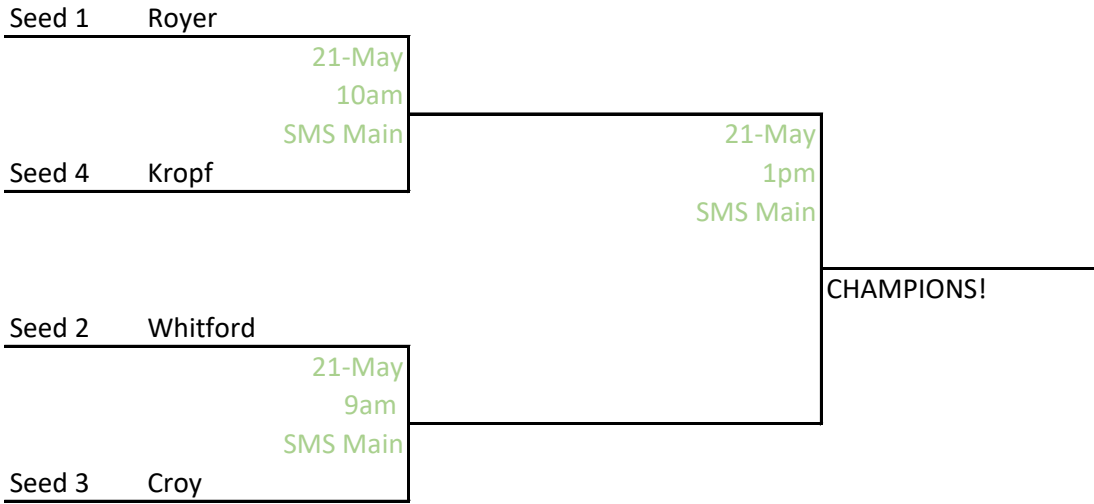 Seed 1 Royer
21-May
10am
SMS Main
21-May
Seed 4 Kropf
1pm
SMS Main
CHAMPIONS!
Seed 2 Whitford
21-May
9am
SMS Main
Seed 3 Croy